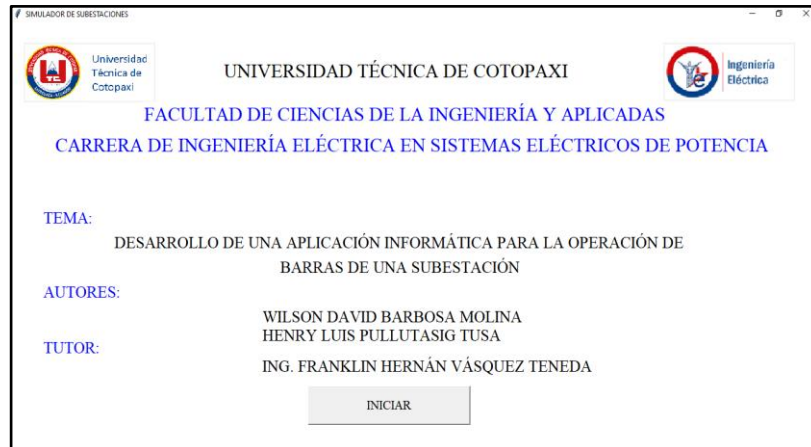 SIMULADOR DE SUBESTACIONES
Universidad
Técnica de
Cotopaxi
UNIVERSIDAD TÉCNICA DE COTOPAXI
Ingeniería
Eléctrica
FACULTAD DE CIENCIAS DE LA INGENIERÍA Y APLICADAS
CARRERA DE INGENIERÍA ELÉCTRICA EN SISTEMAS ELÉCTRICOS DE POTENCIA
TEMA:
DESARROLLO DE UNA APLICACIÓN INFORMÁTICA PARA LA OPERACIÓN DE
BARRAS DE UNA SUBESTACIÓN
AUTORES:
WILSON DAVID BARBOSA MOLINA
HENRY LUIS PULLUTASIG TUSA
TUTOR:
ING. FRANKLIN HERNÁN VÁSQUEZ TENEDA
INICIAR